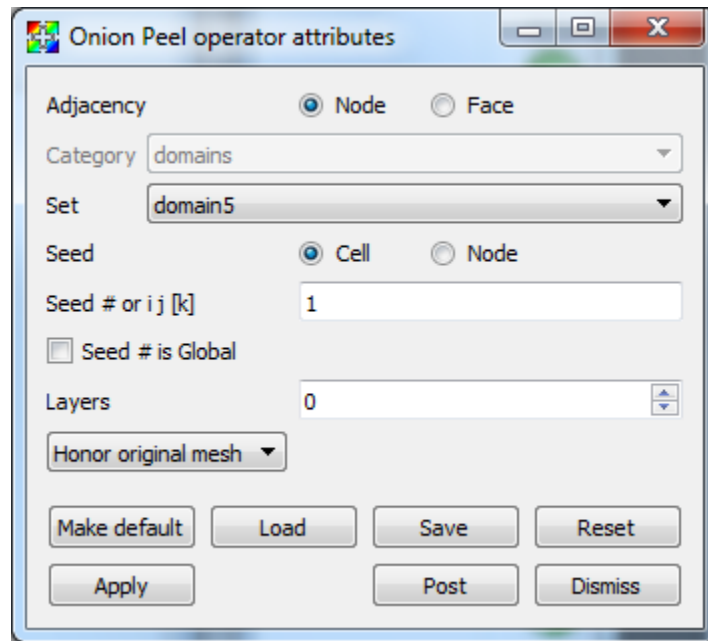 Onion Peel operator attributes
Adjacency Node Face
Category domains
Set domain5
Seed Cell Node
Seed # or i j [k] 1
Seed # is Global
Layers 0
Honor original mesh
Make default Load Save Reset
Apply Post Dismiss